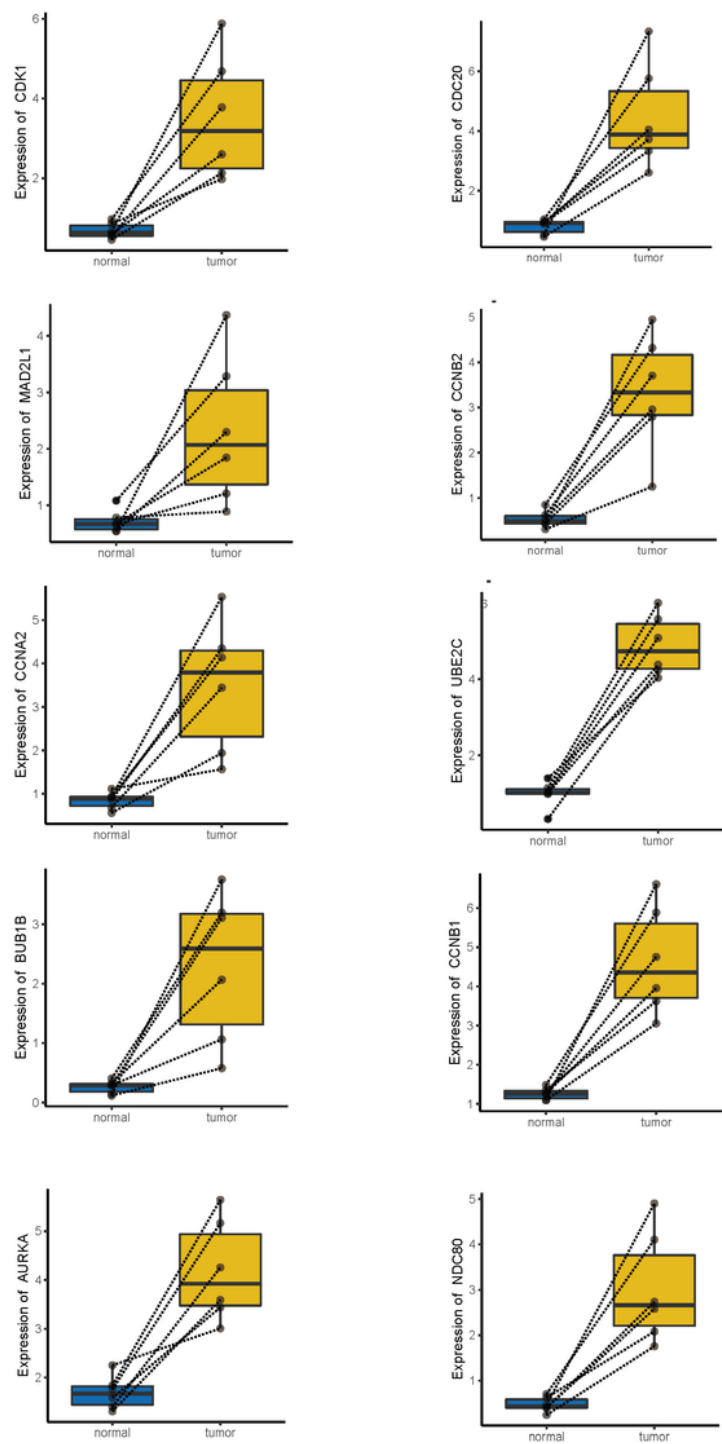 Expression of CDK1
6
4
2
normal tumor
Expression of CDC20
6
4
2
normal tumor
Expression of MAD2L1
4
3
2
1
normal tumor
Expression of CCNB2
5
4
3
2
1
normal tumor
Expression of CCNA2
5
4
3
2
1
normal tumor
Expression of UBE2C
4
2
normal tumor
Expression of BUB1B
3
2
1
0
normal tumor
Expression of CCNB1
6
5
4
3
2
1
normal tumor
Expression of AURKA
5
4
3
2
normal tumor
Expression of NDC80
5
4
3
2
1
normal tumor